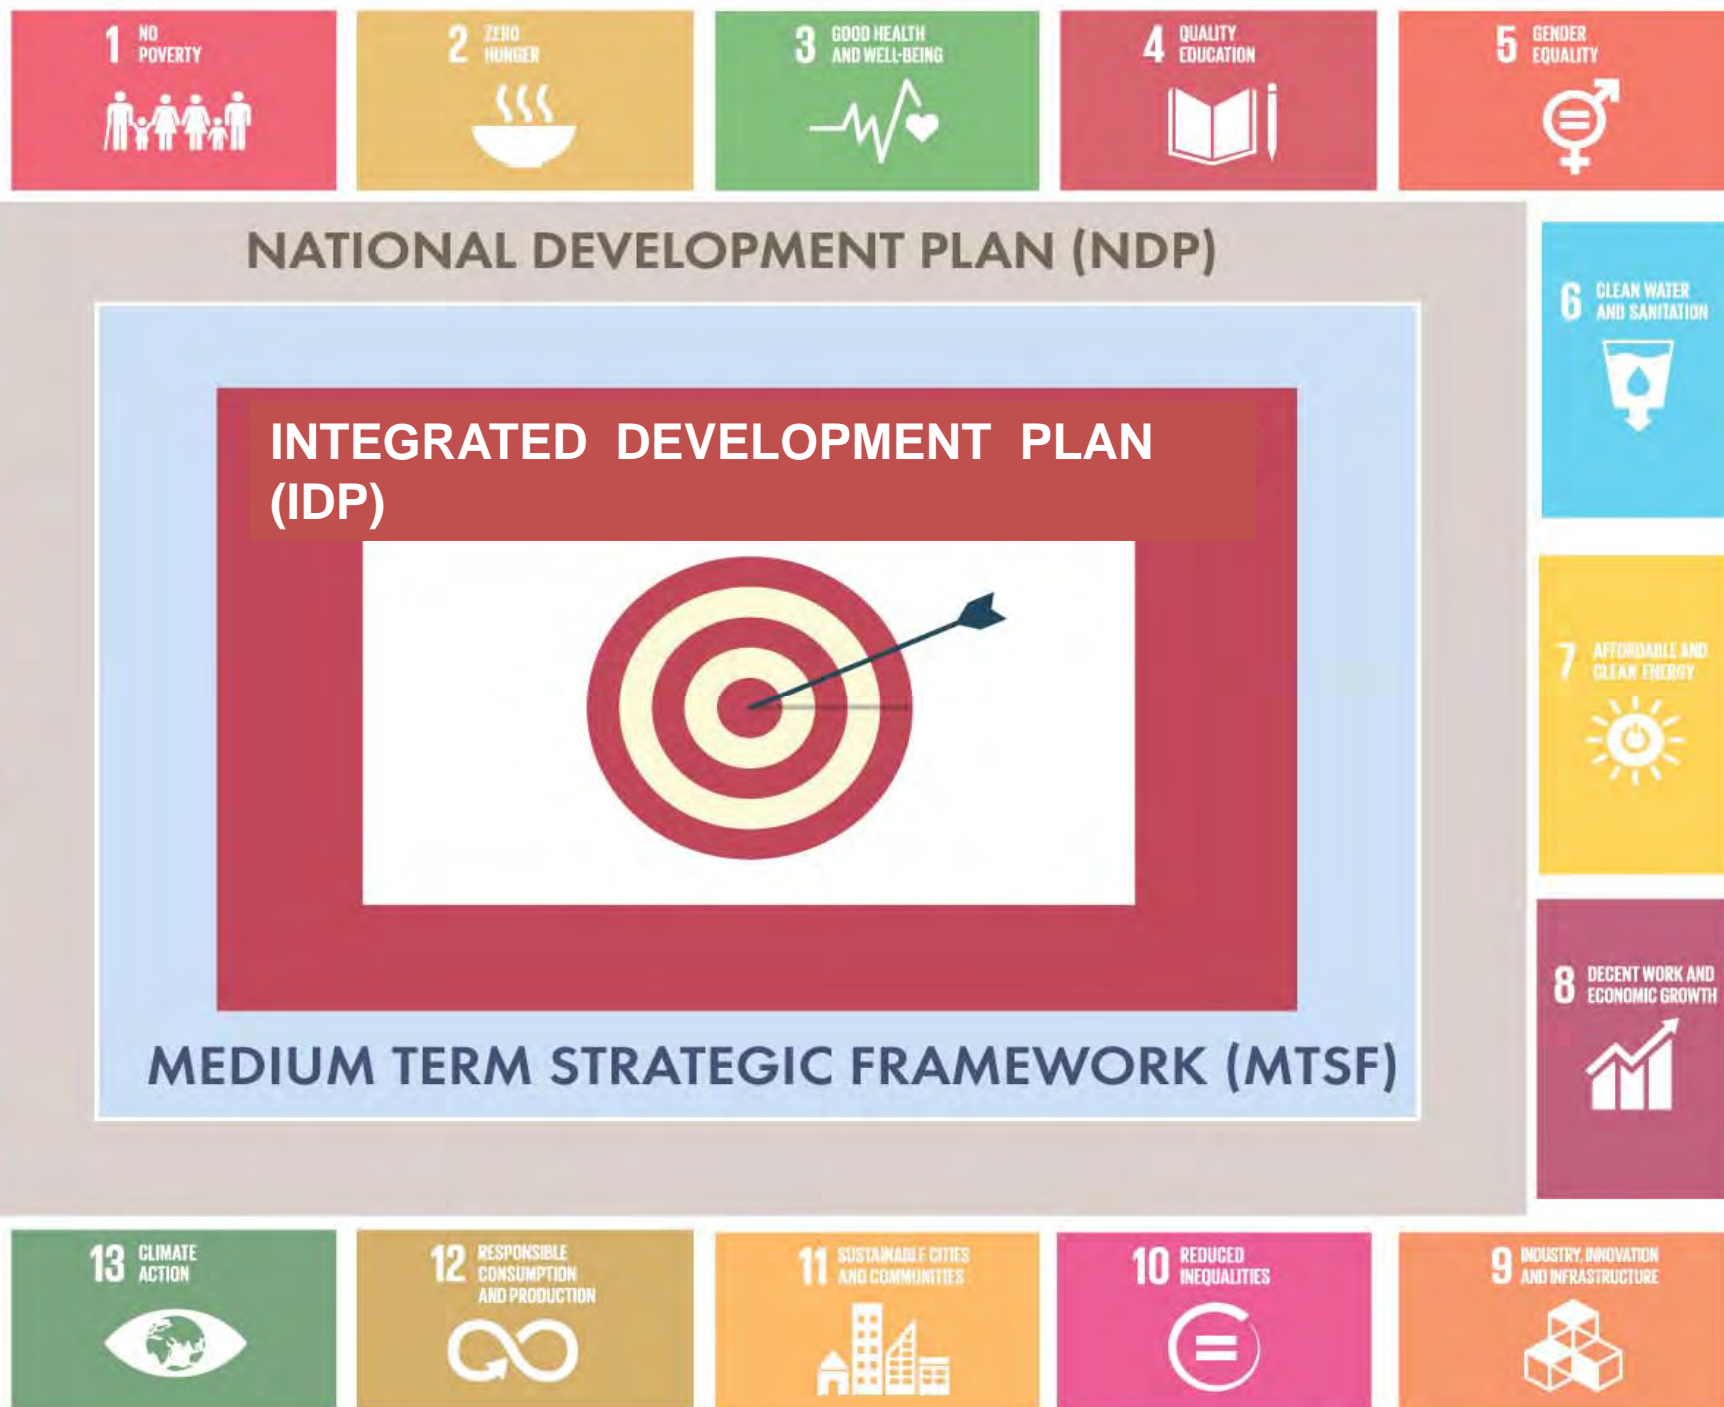 1 NO
POVERTY
2 ZERO
HUNGER
3 GOOD HEALTH
AND WELL-BEING
4 QUALITY
EDUCATION
5 GENDER
EQUALITY
NATIONAL DEVELOPMENT PLAN (NDP)
6 CLEAN WATER
AND SANITATION
INTEGRATED DEVELOPMENT PLAN
(IDP)
7 AFFORDABLE AND
CLEAN ENERGY
8 DECENT WORK AND
ECONOMIC GROWTH
MEDIUM TERM STRATEGIC FRAMEWORK (MTSF)
13 CLIMATE
ACTION
12 RESPONSIBLE
CONSUMPTION
AND PRODUCTION
11 SUSTAINABLE CITIES
AND COMMUNITIES
10 REDUCED
INEQUALITIES
9 INDUSTRY, INNOVATION
AND INFRASTRUCTURE